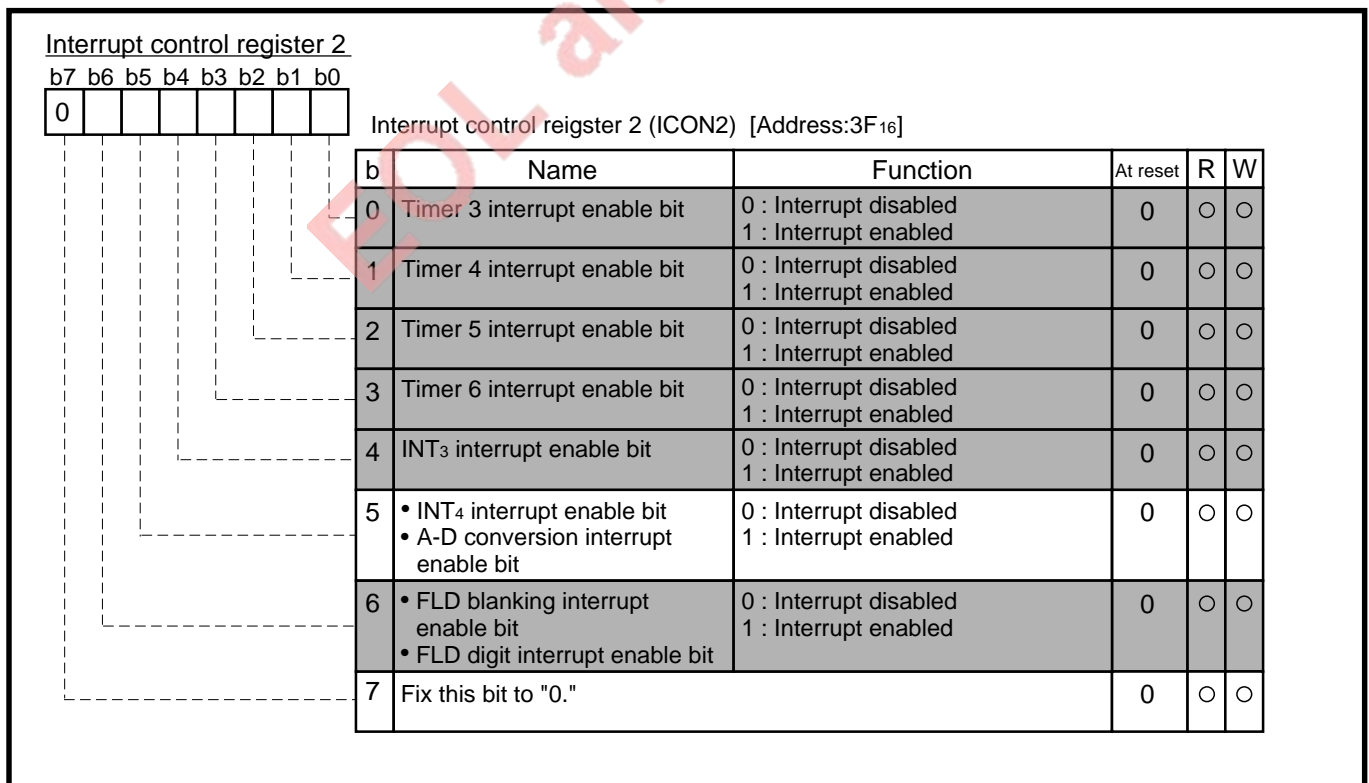 EOL an
Interrupt control register 2
b7 b6 b5 b4 b3 b2 b1 b0
0
Interrupt control reigster 2 (ICON2) [Address:3F16]
b Name Function At reset R W
0 Timer 3 interrupt enable bit 0 : Interrupt disabled 0 ○ ○
1 : Interrupt enabled
1 Timer 4 interrupt enable bit 0 : Interrupt disabled 0 ○ ○
1 : Interrupt enabled
2 Timer 5 interrupt enable bit 0 : Interrupt disabled 0 ○ ○
1 : Interrupt enabled
3 Timer 6 interrupt enable bit 0 : Interrupt disabled 0 ○ ○
1 : Interrupt enabled
4 INT3 interrupt enable bit 0 : Interrupt disabled 0 ○ ○
1 : Interrupt enabled
5 • INT4 interrupt enable bit 0 : Interrupt disabled 0 ○ ○
• A-D conversion interrupt 1 : Interrupt enabled
enable bit
6 • FLD blanking interrupt 0 : Interrupt disabled 0 ○ ○
enable bit 1 : Interrupt enabled
• FLD digit interrupt enable bit
7 Fix this bit to "0." 0 ○ ○